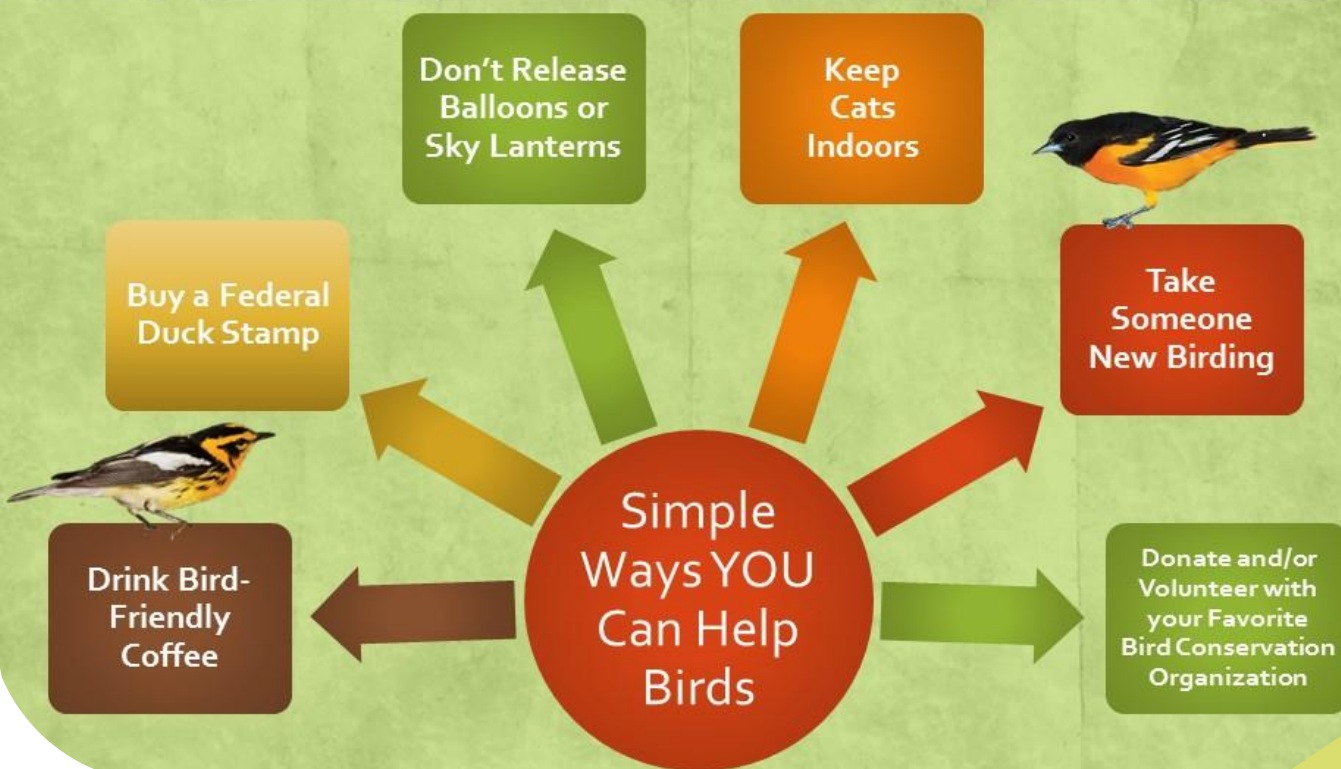 Don't Release
Balloons or
Sky Lanterns
Keep
Cats
Indoors
Buy a Federal
Duck Stamp
Take
Someone
New Birding
Drink Bird-
Friendly
Coffee
Simple
Ways YOU
Can Help
Birds
Donate and/or
Volunteer with
your Favorite
Bird Conservation
Organization